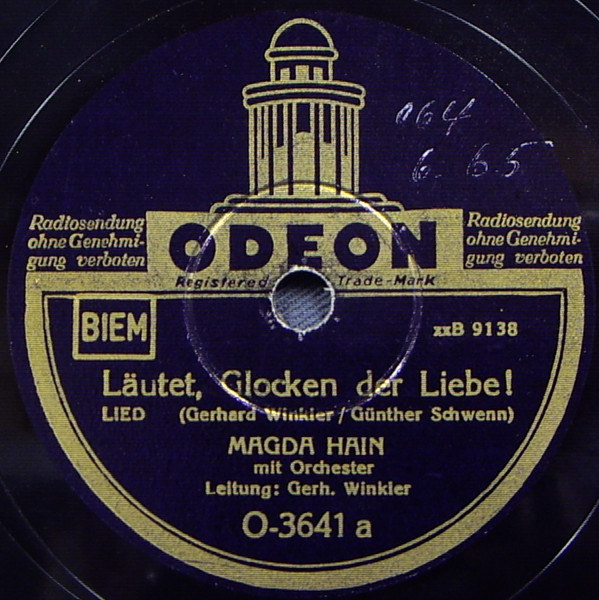 064
6. 65
Radiosendung
ohne Genehmi-
gung verboten
ODEON
Radiosendung
ohne Genehmi-
gung verboten
Registered Trade-Mark
BIEM
xxB 9138
Läutet, Glocken der Liebe!
LIED (Gerhard Winkler / Günther Schwenn)
MAGDA HAIN
mit Orchester
Leitung: Gerh. Winkler
O-3641 a